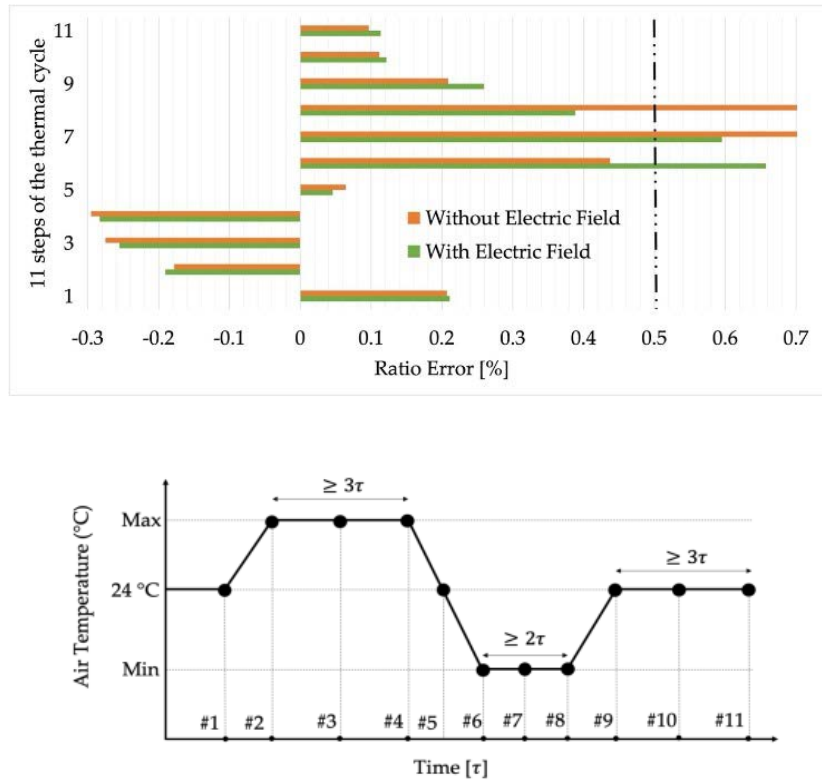 11
9
7
5
3
1
11 steps of the thermal cycle
Without Electric Field
With Electric Field
-0.3 -0.2 -0.1 0 0.1 0.2 0.3 0.4 0.5 0.6 0.7
Ratio Error [%]
≥ 3τ
Max
≥ 3τ
24 °C
≥ 2τ
Min
Air Temperature (°C)
#1 #2 #3 #4 #5 #6 #7 #8 #9 #10 #11
Time [τ]